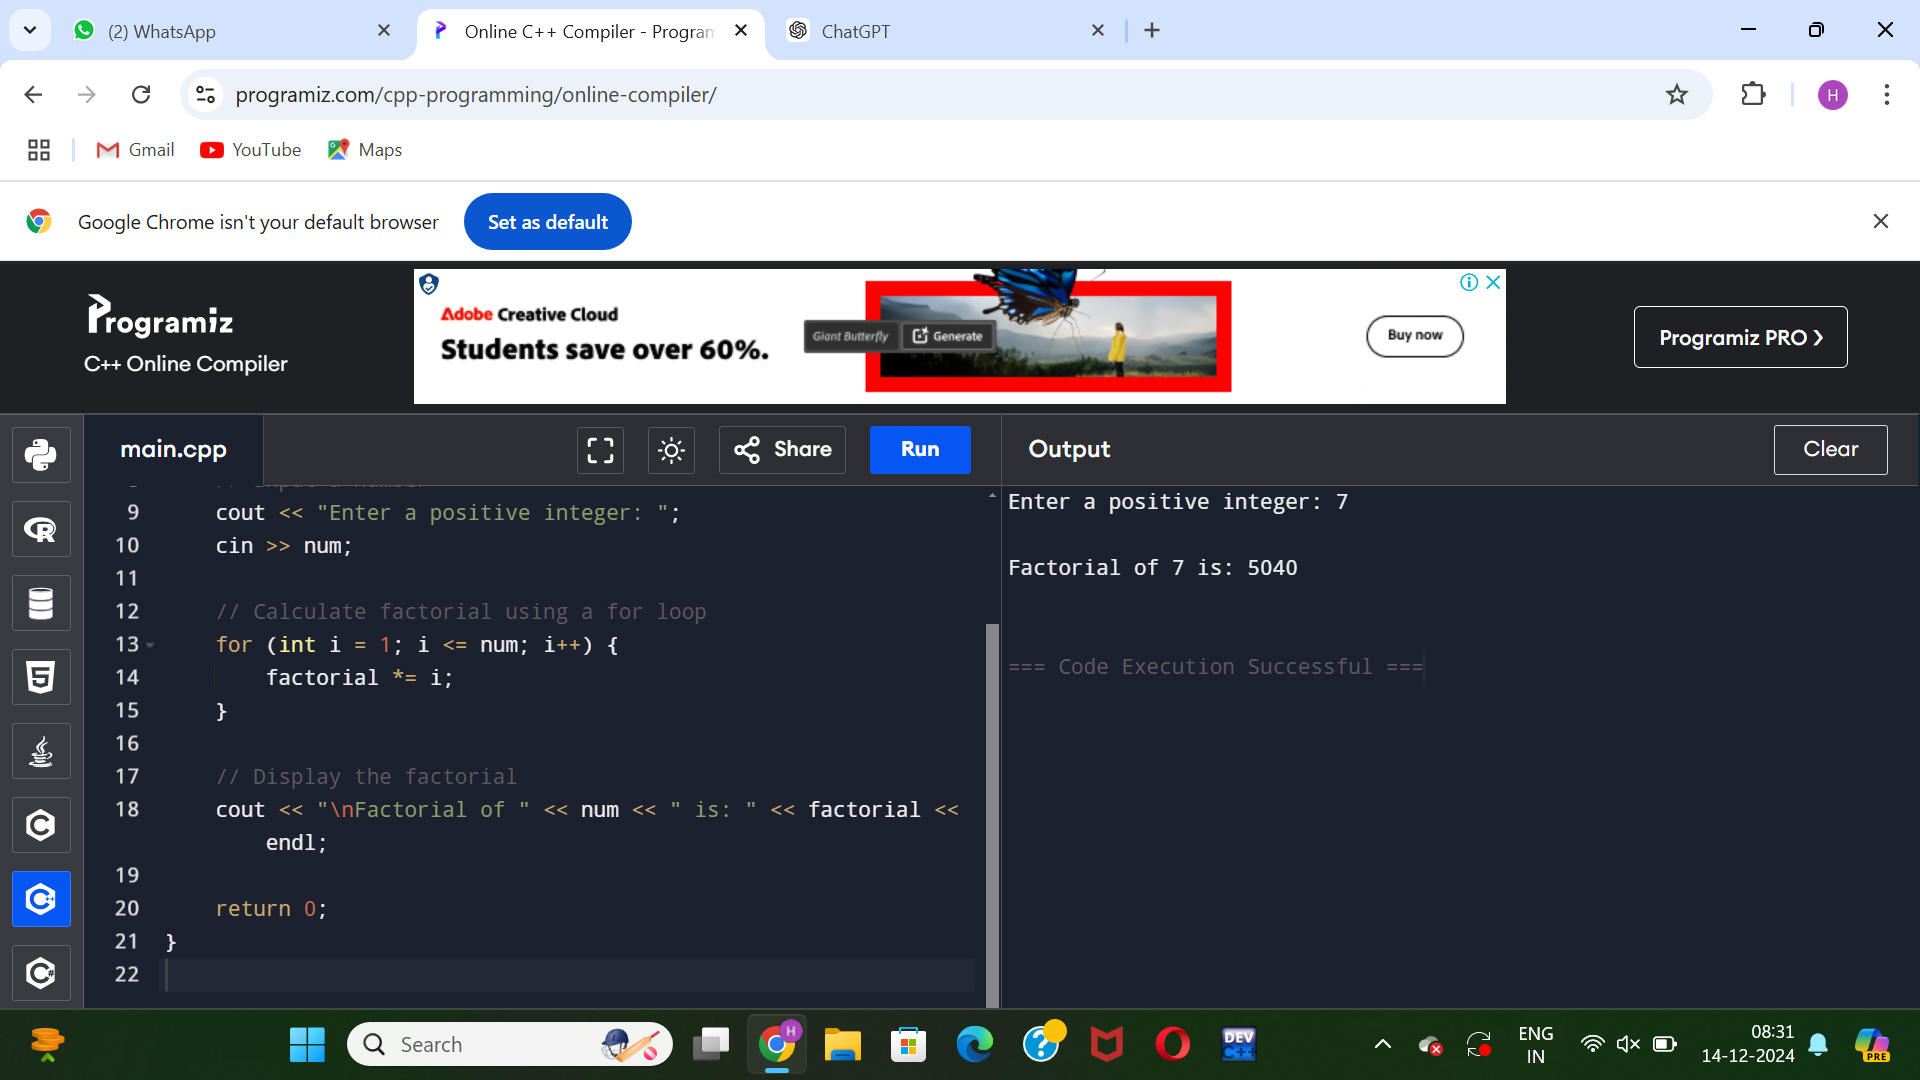 (2) WhatsApp
Online C++ Compiler - Program
ChatGPT
programiz.com/cpp-programming/online-compiler/
H
Gmail
YouTube
Maps
Google Chrome isn't your default browser
Set as default
Programiz
C++ Online Compiler
Adobe Creative Cloud
Students save over 60%.
Giant Butterfly
Generate
Buy now
Programiz PRO ❯
main.cpp
Share
Run
Output
Clear
9 cout << "Enter a positive integer: ";
10 cin >> num;
11
12 // Calculate factorial using a for loop
13 for (int i = 1; i <= num; i++) {
14 factorial *= i;
15 }
16
17 // Display the factorial
18 cout << "\nFactorial of " << num << " is: " << factorial <<
endl;
19
20 return 0;
21 }
22
Enter a positive integer: 7
Factorial of 7 is: 5040
=== Code Execution Successful ===
Search
H
DEV
C++
ENG
IN
08:31
14-12-2024
PRE